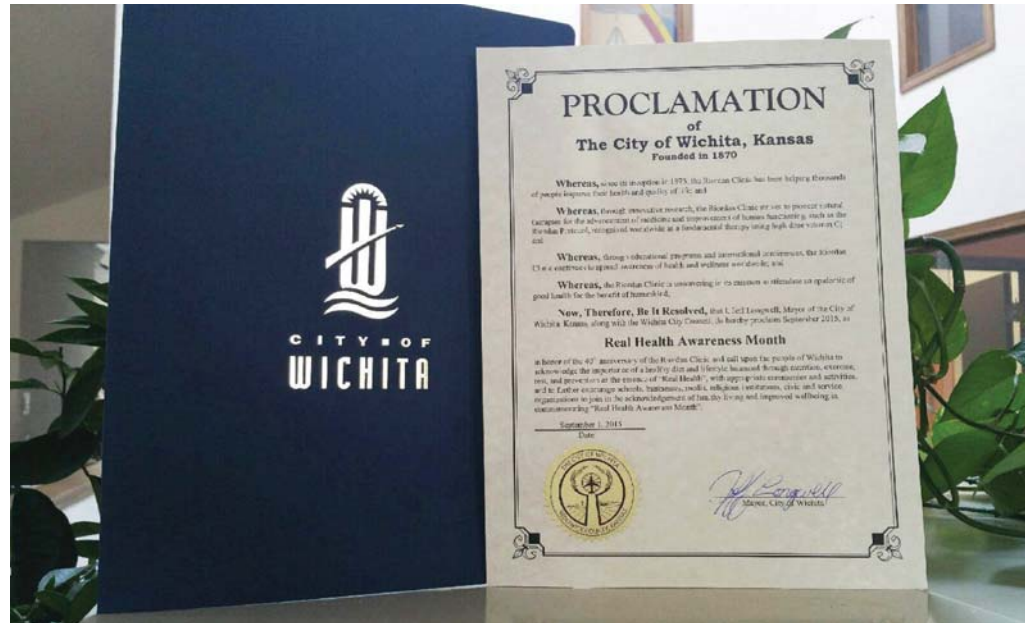 CITY OF
WICHITA
PROCLAMATION
of
The City of Wichita, Kansas
Founded in 1870
Whereas, since its inception in 1975, the Riordan Clinic has been helping thousands
of people improve their health and quality of life; and
Whereas, through innovative research, the Riordan Clinic strives to pioneer natural
therapies for the advancement of medicine and improvement of human functioning, such as the
Riordan Protocol, recognized worldwide as a fundamental therapy using high dose vitamin C;
and
Whereas, through educational programs and international conferences, the Riordan
Clinic continues to spread awareness of health and wellness worldwide; and
Whereas, the Riordan Clinic is unwavering in its mission to stimulate an epidemic of
good health for the benefit of humankind,
Now, Therefore, Be It Resolved, that I, Jeff Longwell, Mayor of the City of
Wichita Kansas, along with the Wichita City Council, do hereby proclaim September 2015, as
Real Health Awareness Month
in honor of the 40th anniversary of the Riordan Clinic and call upon the people of Wichita to
acknowledge the importance of a healthy diet and lifestyle balanced through nutrition, exercise,
rest, and prevention as the essence of "Real Health", with appropriate ceremonies and activities,
and to further encourage schools, businesses, media, religious institutions, civic and service
organizations to join in the acknowledgement of healthy living and improved wellbeing in
commemorating "Real Health Awareness Month".
September 1, 2015
Date
THE CITY OF WICHITA
Jeff Longwell
Mayor, City of Wichita